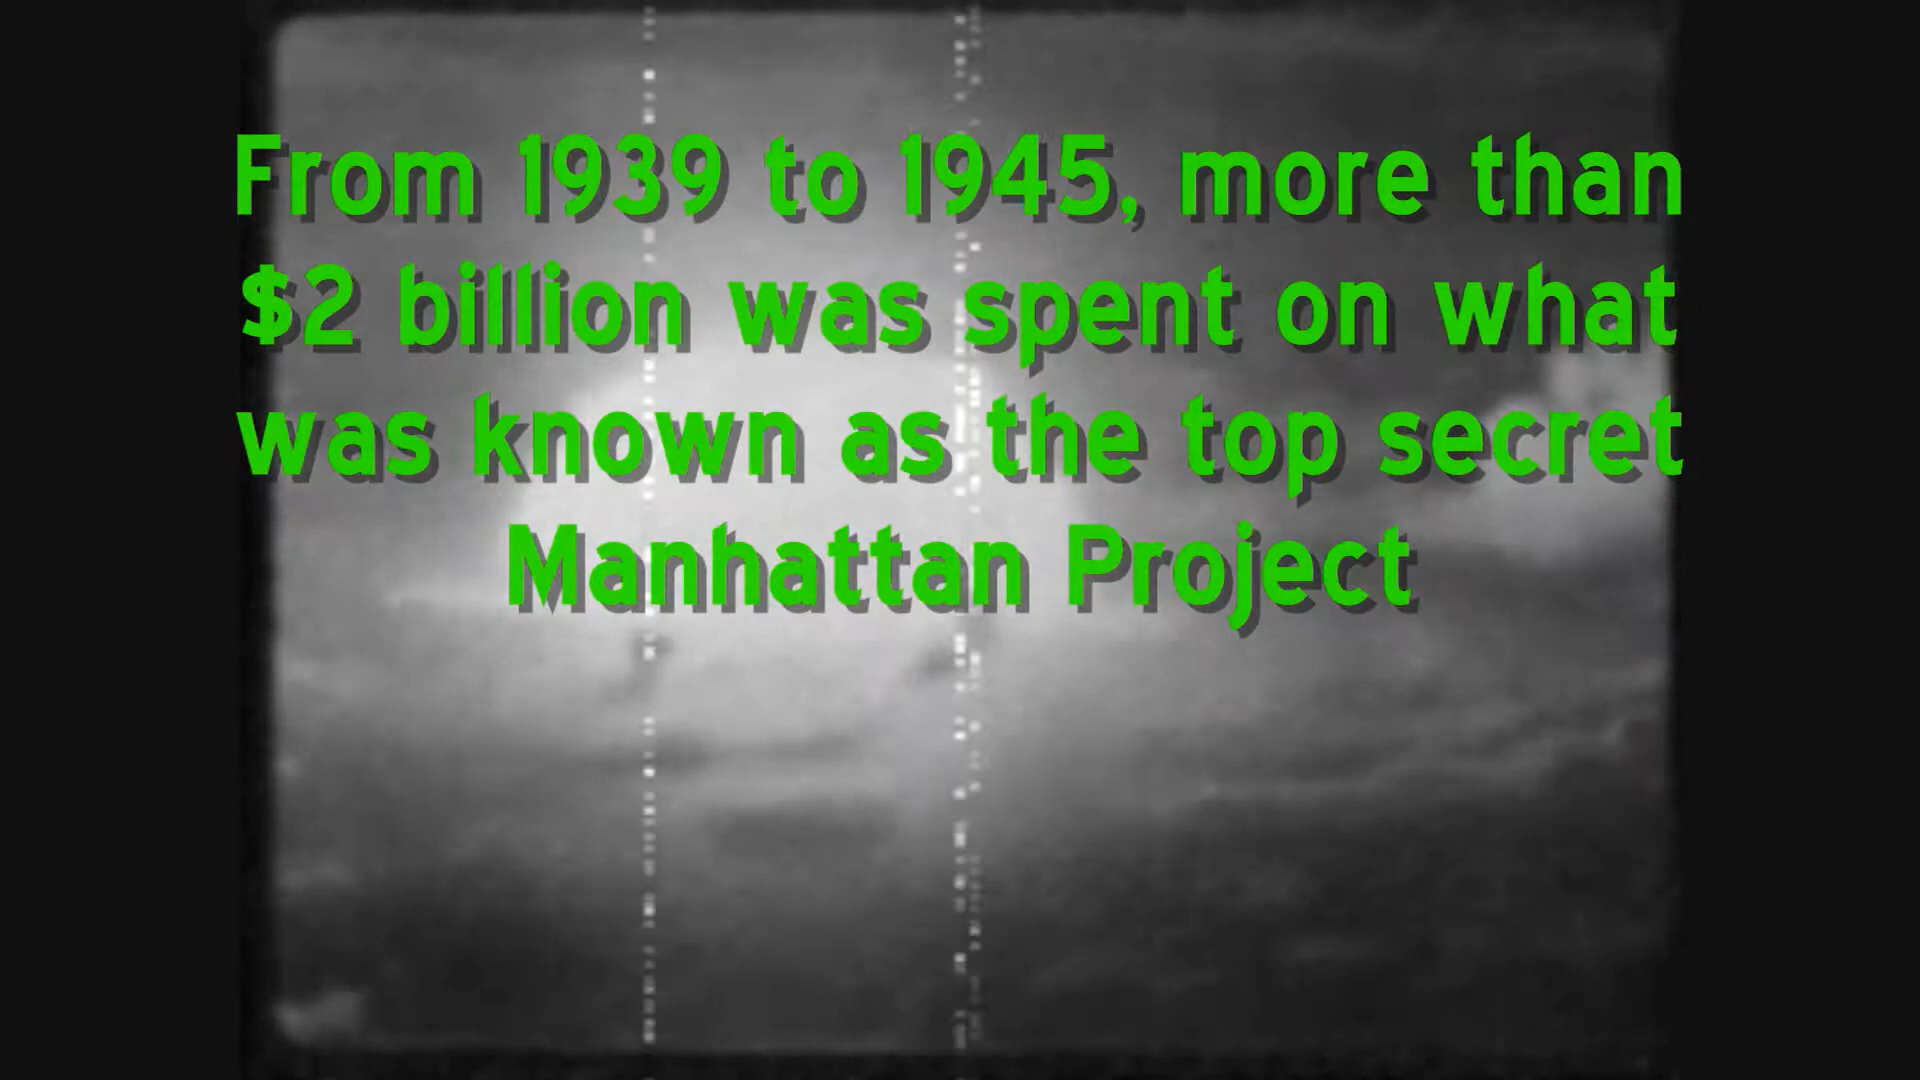 From 1939 to 1945, more than
$2 billion was spent on what
was known as the top secret
Manhattan Project